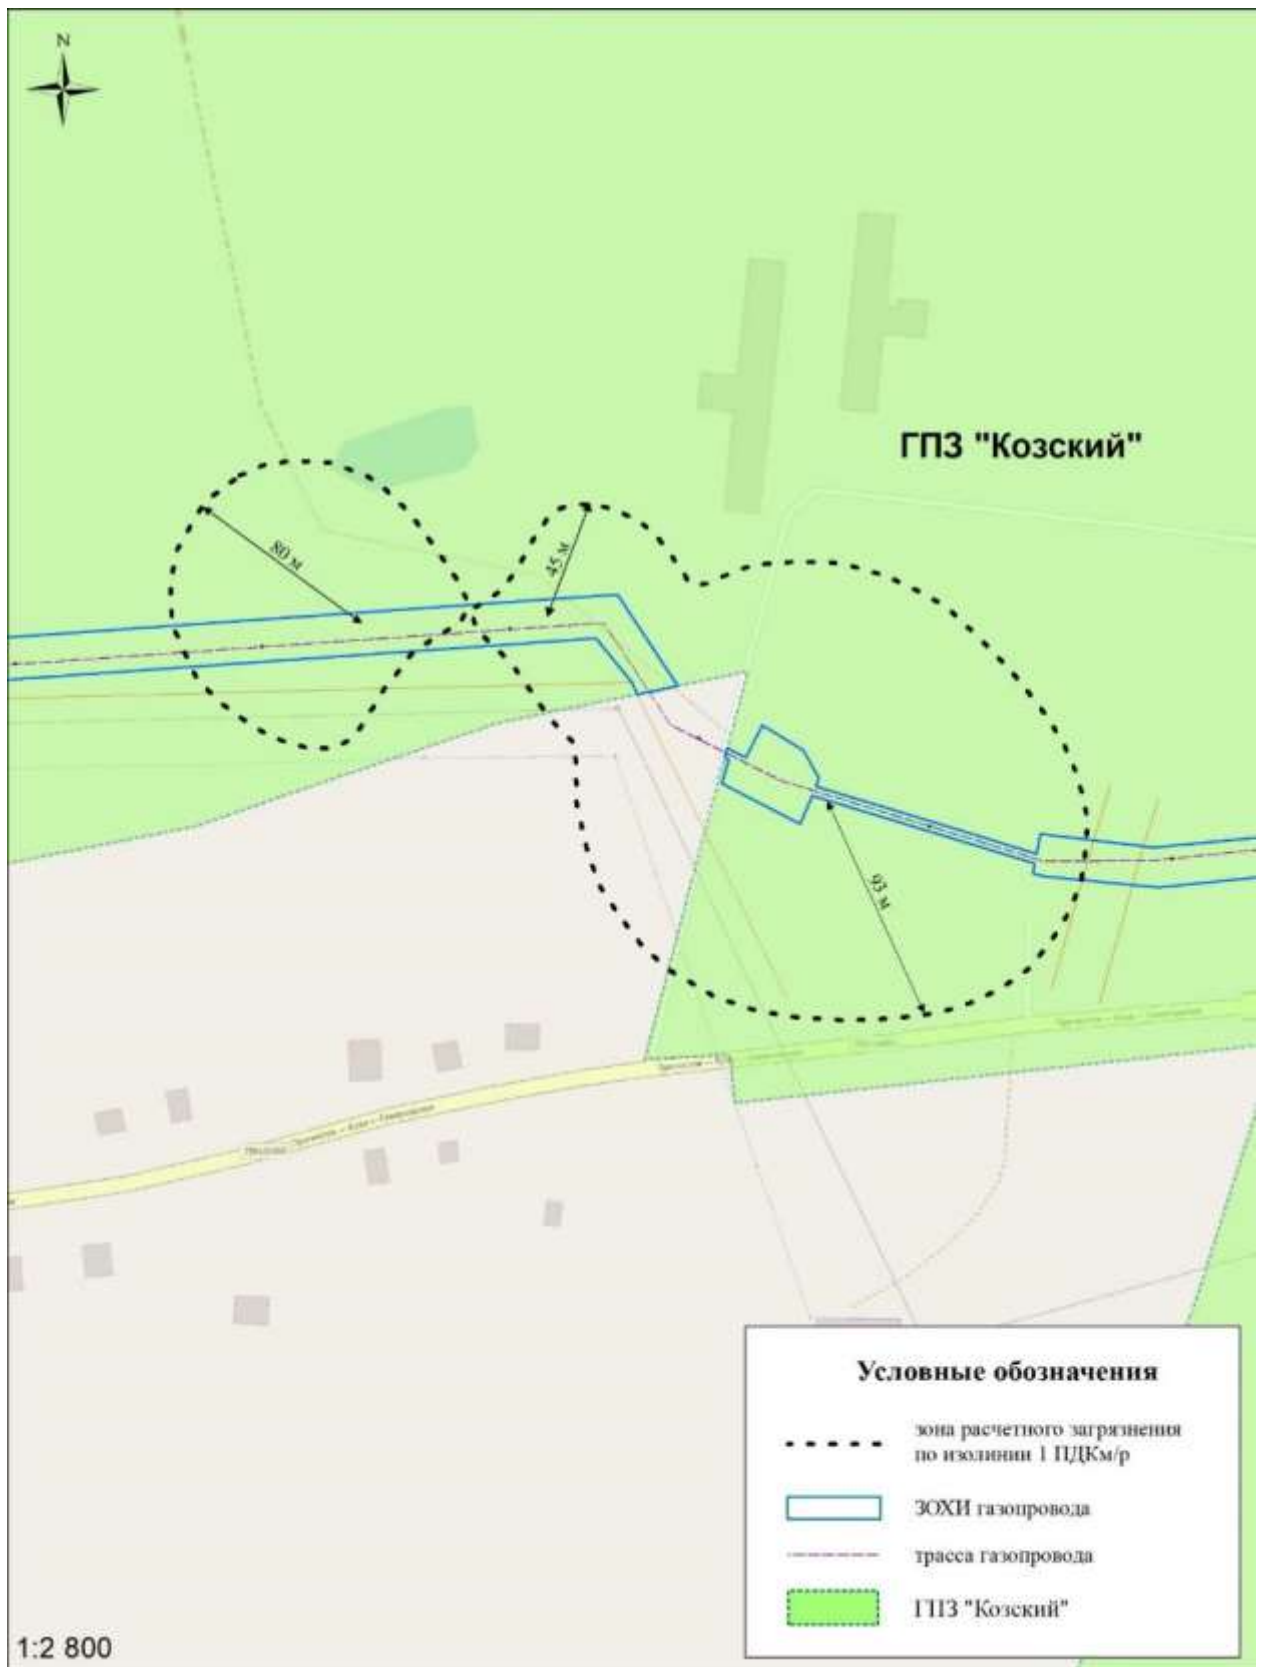 N
ГПЗ "Козский"
80 м
45 м
93 м
Условные обозначения
зона расчетного загрязнения
по изолинии 1 ПДКм/р
ЗОХИ газопровода
трасса газопровода
ГПЗ "Козский"
1:2 800